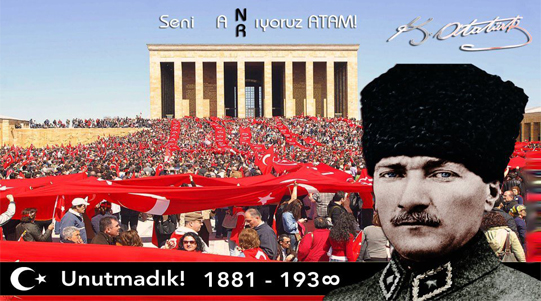 Seni A N/R ıyoruz ATAM!
K. Atatürk
Unutmadık! 1881 - 193∞